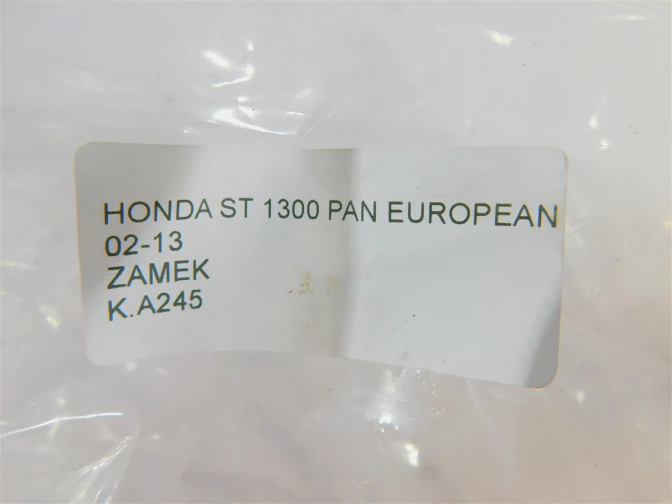 HONDA ST 1300 PAN EUROPEAN
02-13
ZAMEK
K.A245